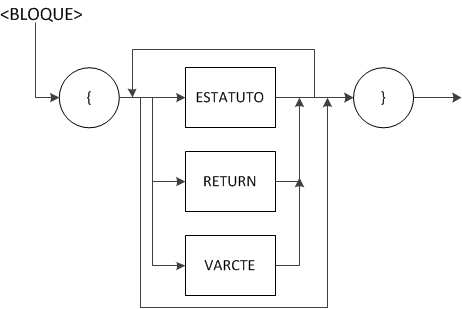 <BLOQUE>
{
ESTATUTO
}
RETURN
VARCTE